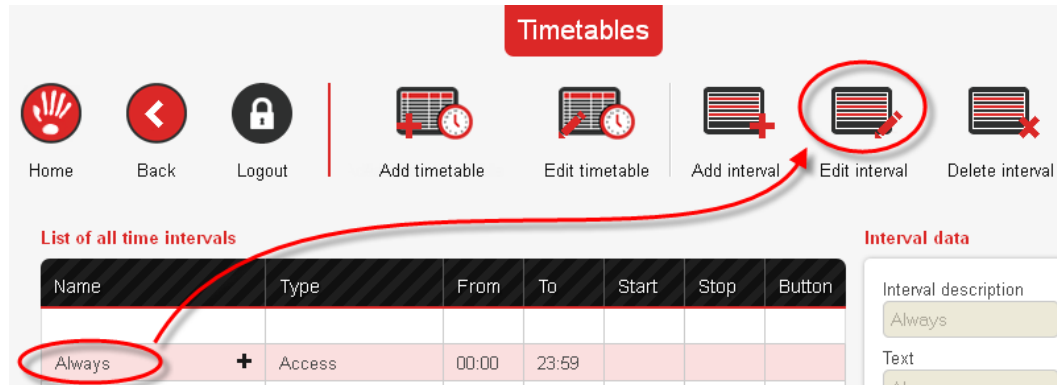 Timetables
Home Back Logout Add timetable Edit timetable Add interval Edit interval Delete interval
List of all time intervals
Name Type From To Start Stop Button
Always + Access 00:00 23:59
Interval data
Interval description
Always
Text